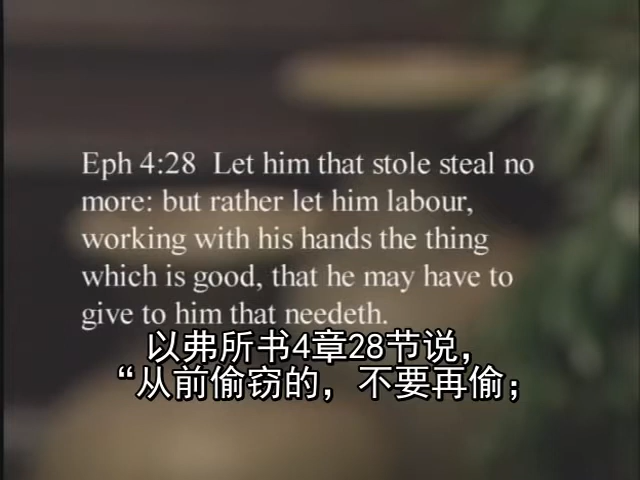 Eph 4:28  Let him that stole steal no
more: but rather let him labour,
working with his hands the thing
which is good, that he may have to
give to him that needeth.
以弗所书4章28节说，
“从前偷窃的，不要再偷；